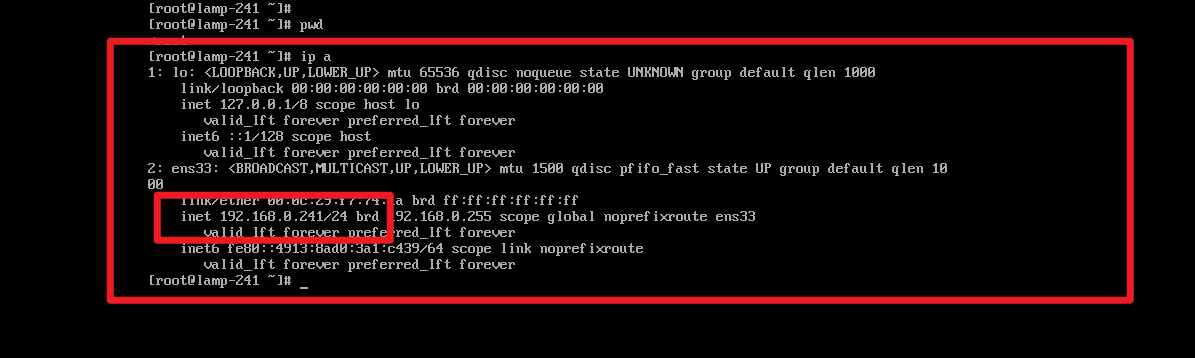 [root@lamp-241 ~]#
[root@lamp-241 ~]# pwd
[root@lamp-241 ~]# ip a
1: lo: <LOOPBACK,UP,LOWER_UP> mtu 65536 qdisc noqueue state UNKNOWN group default qlen 1000
link/loopback 00:00:00:00:00:00 brd 00:00:00:00:00:00
inet 127.0.0.1/8 scope host lo
valid_lft forever preferred_lft forever
inet6 ::1/128 scope host
valid_lft forever preferred_lft forever
2: ens33: <BROADCAST,MULTICAST,UP,LOWER_UP> mtu 1500 qdisc pfifo_fast state UP group default qlen 10
00
link/ether brd ff:ff:ff:ff:ff:ff
inet 192.168.0.241/24 brd 192.168.0.255 scope global noprefixroute ens33
valid_lft forever preferred_lft forever
inet6 fe80::4913:8ad0:3a1:c439/64 scope link noprefixroute
valid_lft forever preferred_lft forever
[root@lamp-241 ~]# _